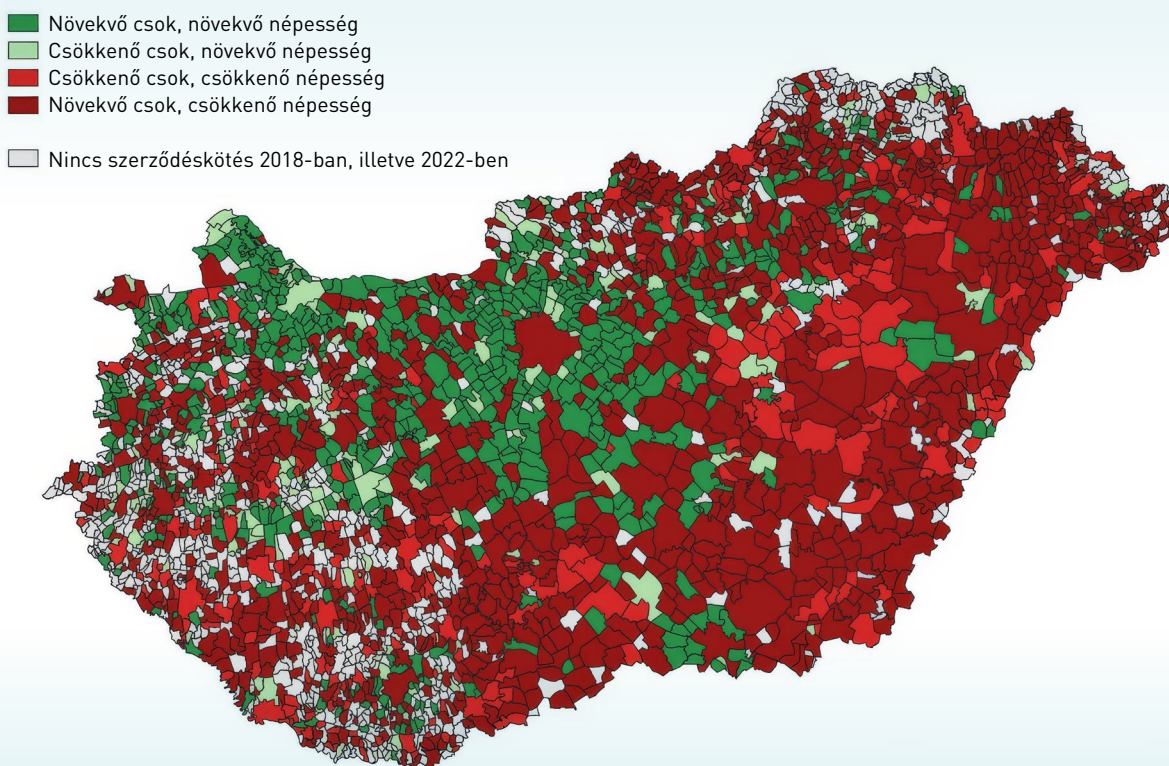 Növekvő csok, növekvő népesség
Csökkenő csok, növekvő népesség
Csökkenő csok, csökkenő népesség
Növekvő csok, csökkenő népesség
Nincs szerződéskötés 2018-ban, illetve 2022-ben